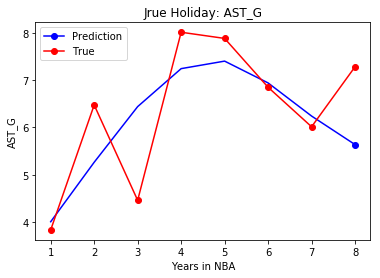 Jrue Holiday: AST_G
Prediction
True
8
7
6
5
4
AST_G
1 2 3 4 5 6 7 8
Years in NBA